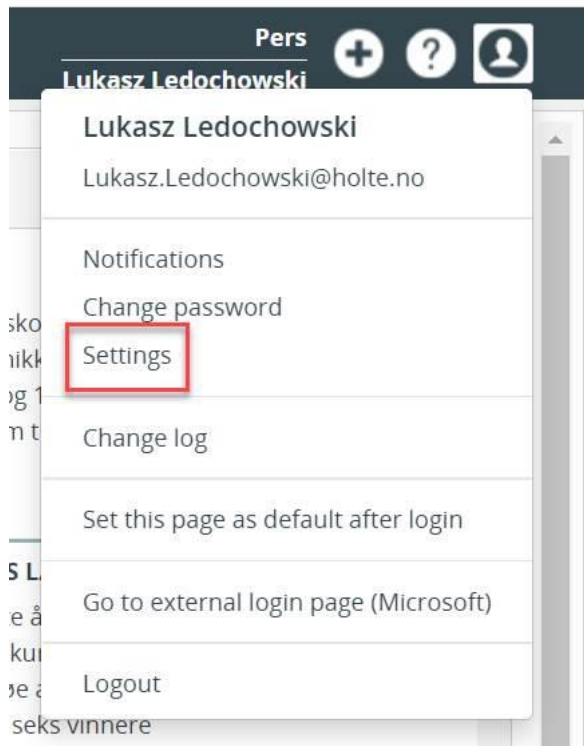 Pers
Lukasz Ledochowski
Lukasz Ledochowski
Lukasz.Ledochowski@holte.no
Notifications
Change password
Settings
Change log
Set this page as default after login
Go to external login page (Microsoft)
Logout
seks vinnere